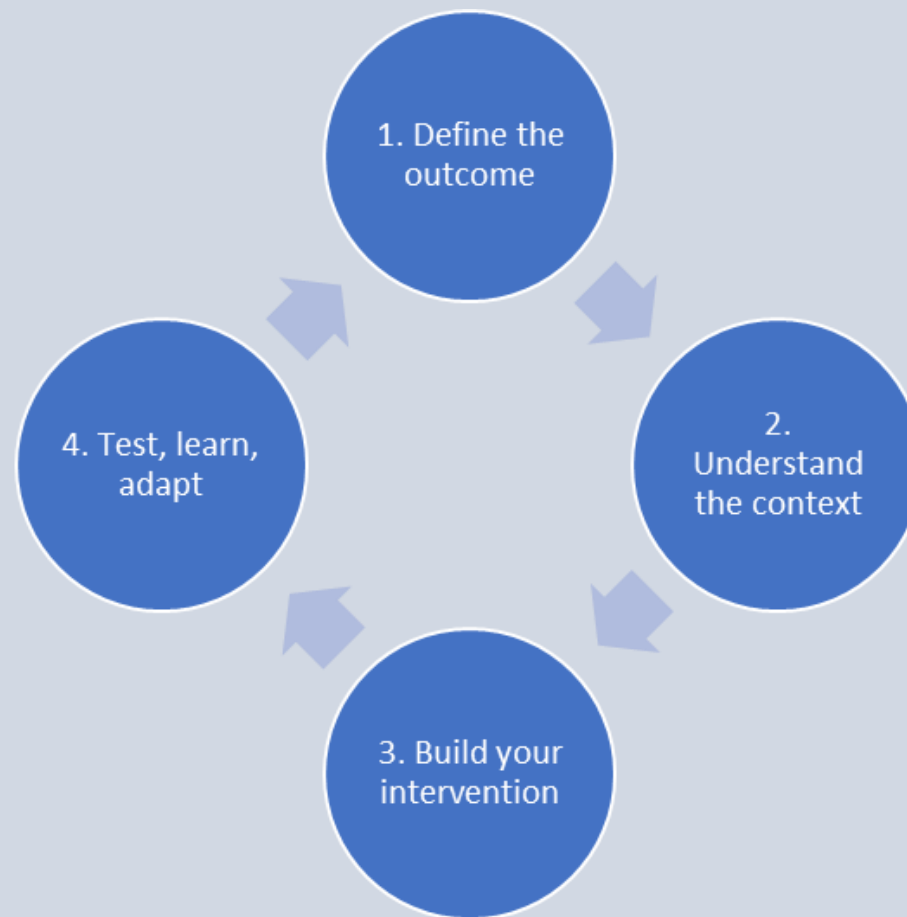 1. Define the
outcome
2.
Understand
the context
3. Build your
intervention
4. Test, learn,
adapt